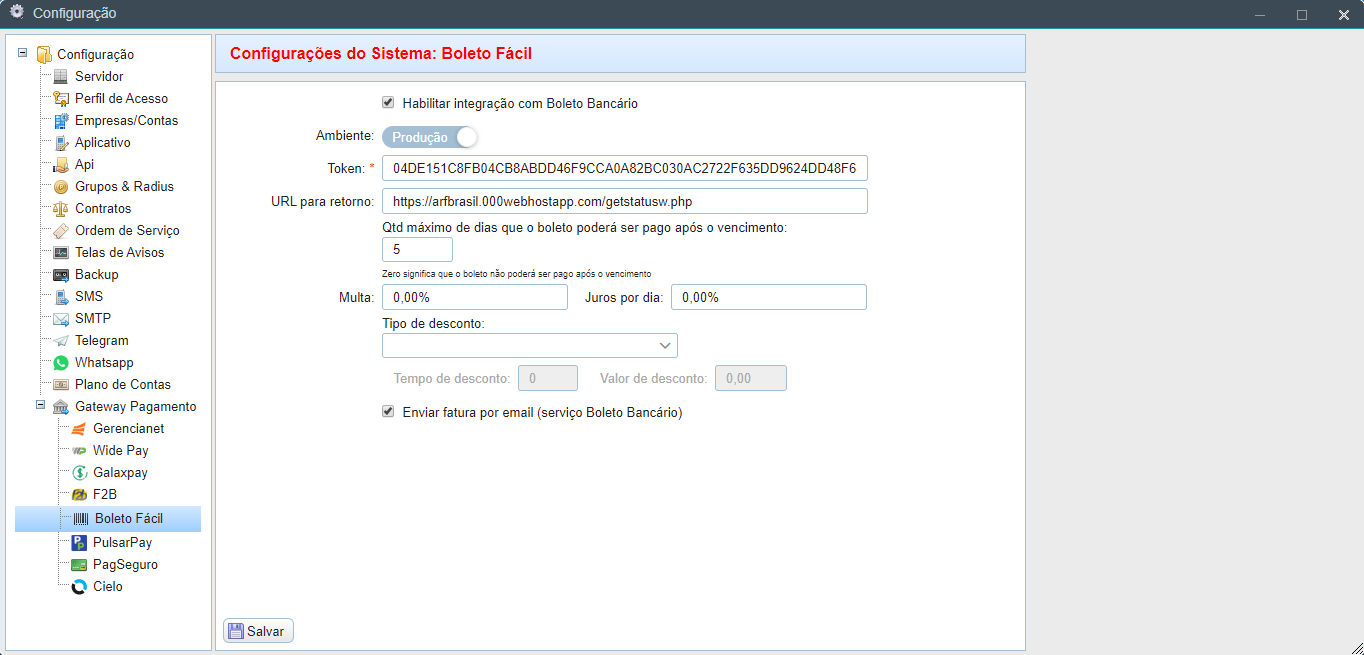 Configuração
Configuração
Servidor
Perfil de Acesso
Empresas/Contas
Aplicativo
Api
Grupos & Radius
Contratos
Ordem de Serviço
Telas de Avisos
Backup
SMS
SMTP
Telegram
Whatsapp
Plano de Contas
Gateway Pagamento
Gerencianet
Wide Pay
Galaxpay
F2B
Boleto Fácil
PulsarPay
PagSeguro
Cielo
Configurações do Sistema: Boleto Fácil
Habilitar integração com Boleto Bancário
Ambiente: Produção
Token: * 04DE151C8FB04CB8ABDD46F9CCA0A82BC030AC2722F635DD9624DD48F6
URL para retorno: https://arfbrasil.000webhostapp.com/getstatusw.php
Qtd máximo de dias que o boleto poderá ser pago após o vencimento:
5
Zero significa que o boleto não poderá ser pago após o vencimento
Multa: 0,00% Juros por dia: 0,00%
Tipo de desconto:
Tempo de desconto: 0 Valor de desconto: 0,00
Enviar fatura por email (serviço Boleto Bancário)
Salvar